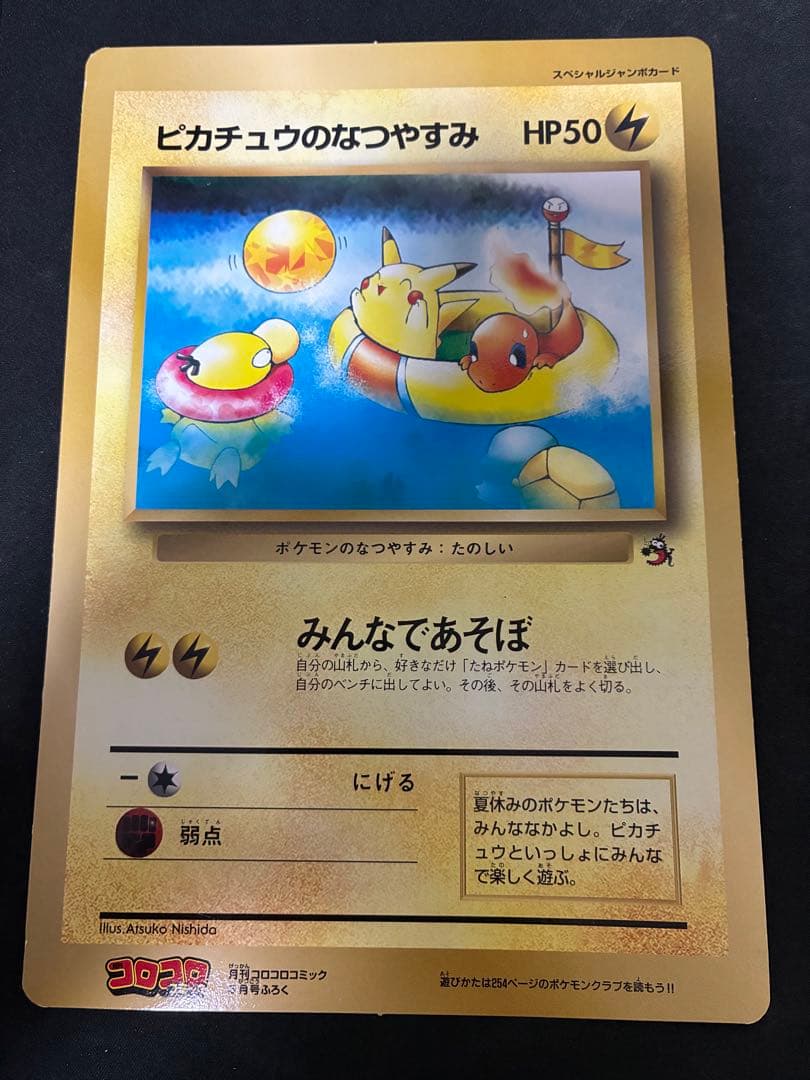 スペシャルジャンボカード
ピカチュウのなつやすみ HP50
ポケモンのなつやすみ：たのしい
みんなであそぼ
自分の山札から、好きなだけ「たねポケモン」カードを選び出し、
自分のベンチに出してよい。その後、その山札をよく切る。
にげる
弱点
夏休みのポケモンたちは、
みんななかよし。ピカチ
ュウといっしょにみんな
で楽しく遊ぶ。
Illus.Atsuko Nishida
コロコロ
月刊コロコロコミック
月号ふろく
遊びかたは254ページのポケモンクラブを読もう!!